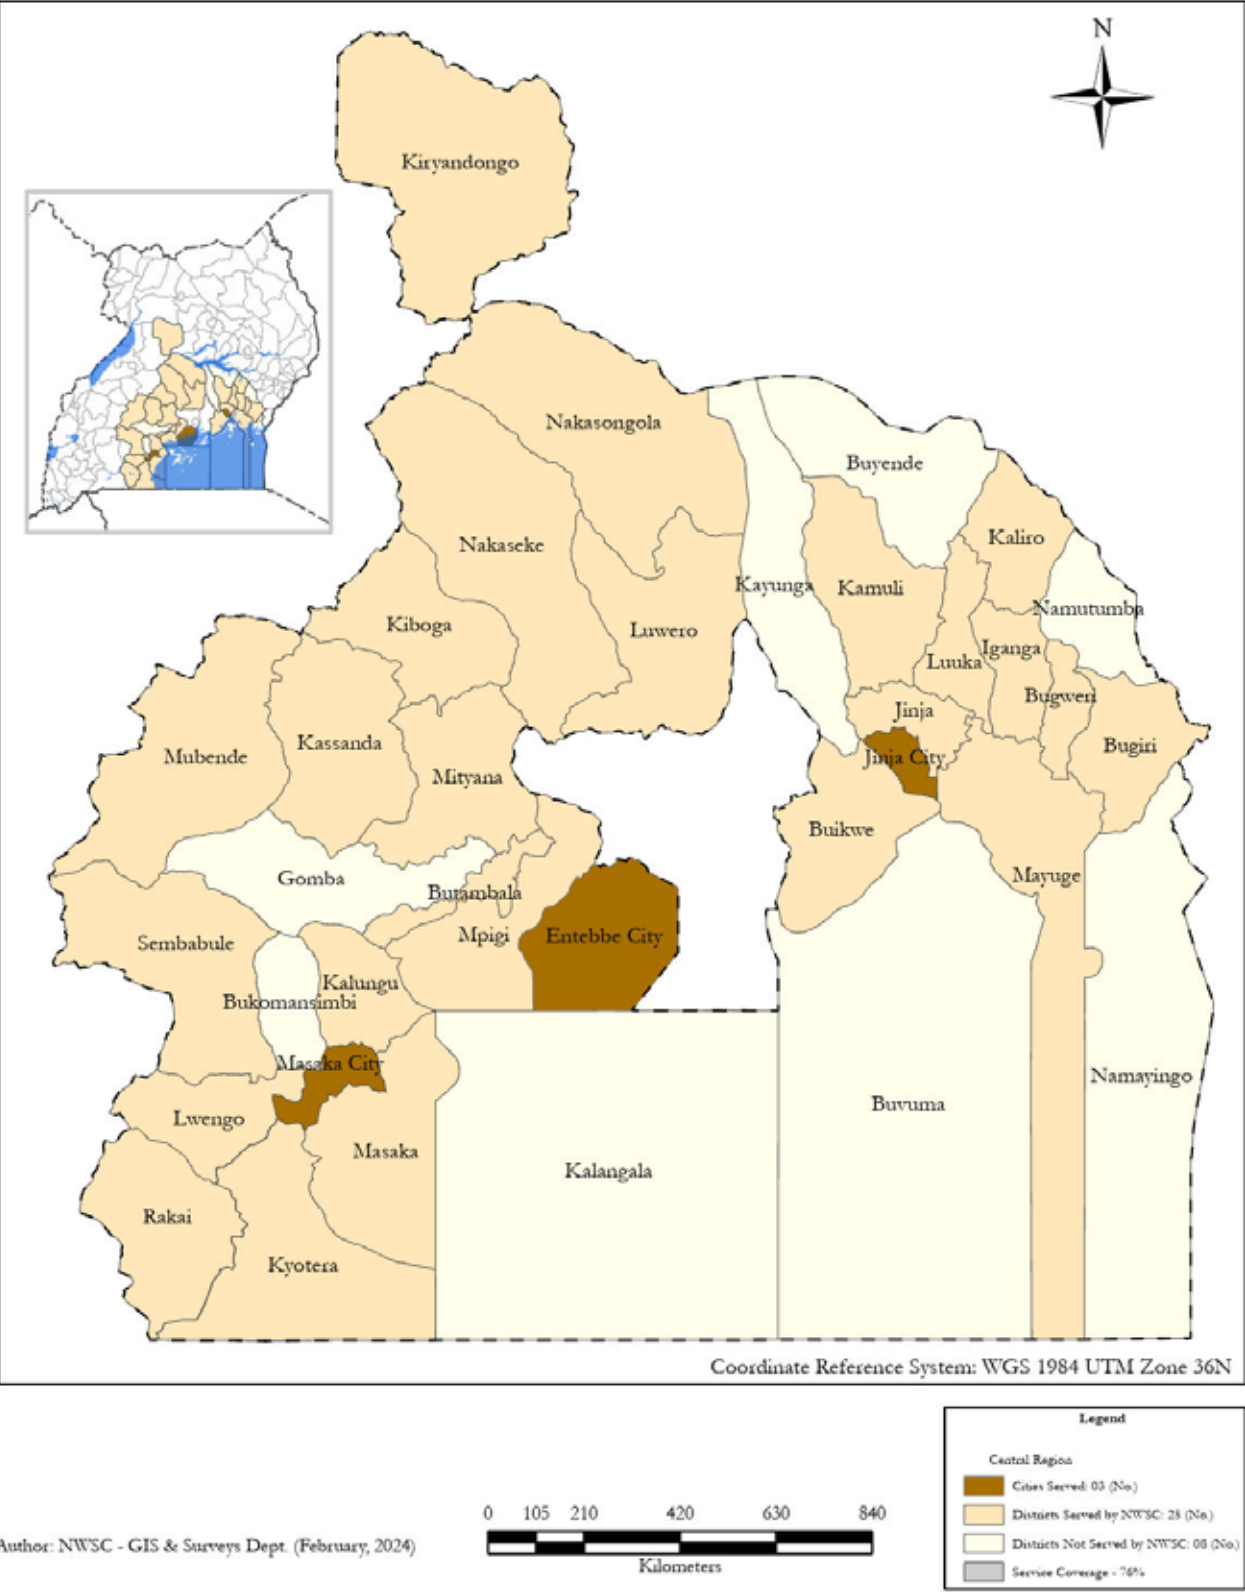 N
Kiryandongo
Nakasongola
Buyende
Kaliro
Nakaseke
Kayunga
Kamuli
Namutumba
Kiboga
Luwero
Iganga
Luuka
Bugweri
Jinja
Kassanda
Bugiri
Mubende
Jinja City
Mityana
Buikwe
Gomba
Butambala
Mayuge
Sembabule
Mpigi
Entebbe City
Kalungu
Bukomansimbi
Masaka City
Namayingo
Lwengo
Buvuma
Masaka
Kalangala
Rakai
Kyotera
Coordinate Reference System: WGS 1984 UTM Zone 36N
Legend
Central Region
Cities Served: 03 (No.)
Districts Served by NWSC: 25 (No.)
Districts Not Served by NWSC: 08 (No.)
Service Coverage - 76%
0 105 210 420 630 840
Kilometers
Author: NWSC - GIS & Surveys Dept. (February, 2024)